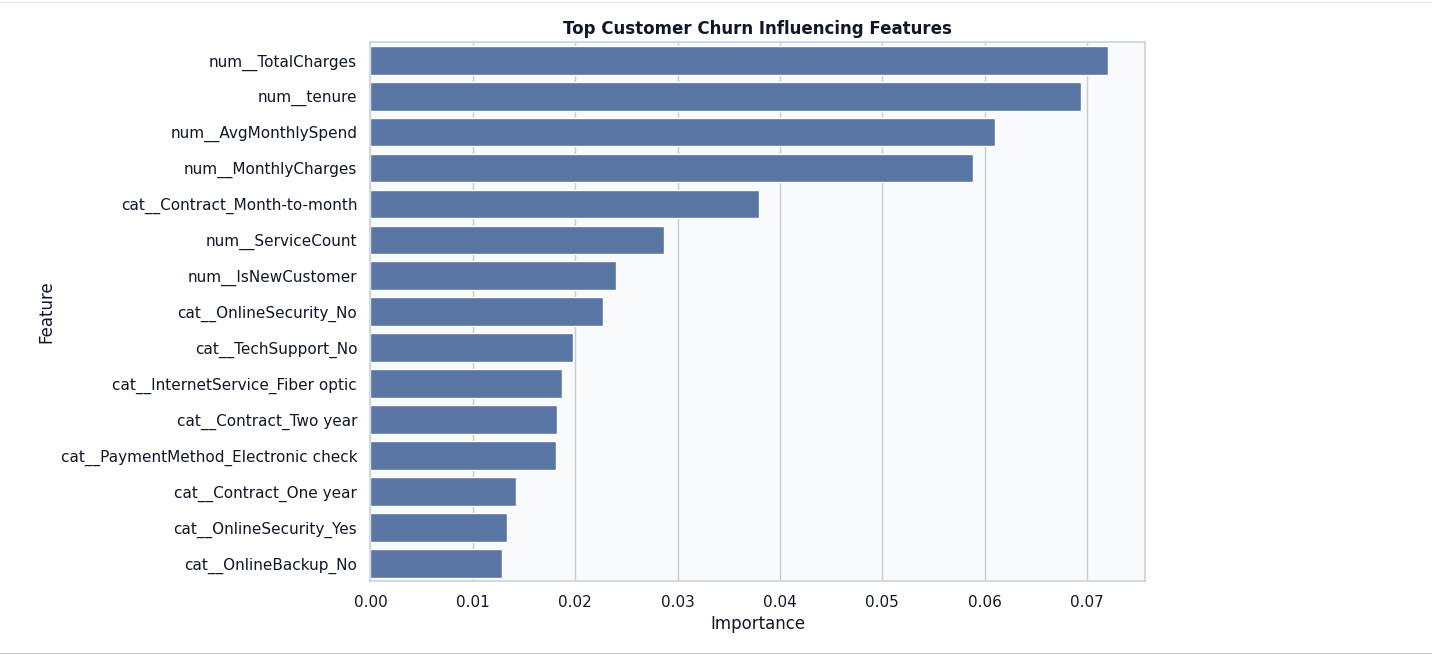 Top Customer Churn Influencing Features
num__TotalCharges
num__tenure
num__AvgMonthlySpend
num__MonthlyCharges
cat__Contract_Month-to-month
num__ServiceCount
num__IsNewCustomer
cat__OnlineSecurity_No
cat__TechSupport_No
cat__InternetService_Fiber optic
cat__Contract_Two year
cat__PaymentMethod_Electronic check
cat__Contract_One year
cat__OnlineSecurity_Yes
cat__OnlineBackup_No
Feature
0.00 0.01 0.02 0.03 0.04 0.05 0.06 0.07
Importance